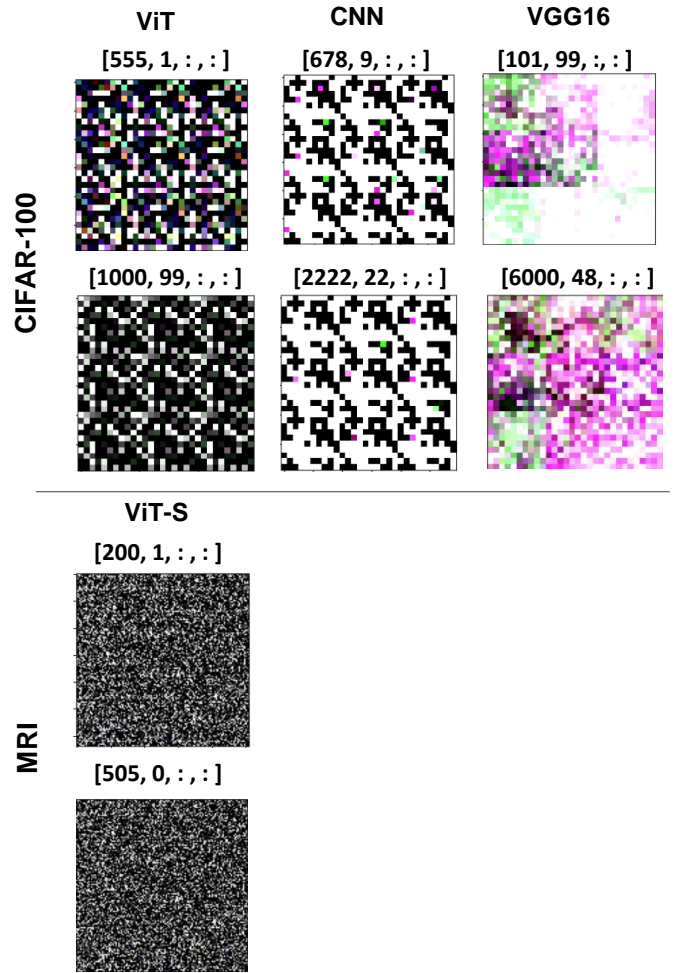 ViT CNN VGG16
[555, 1, : , : ] [678, 9, : , : ] [101, 99, :, : ]
CIFAR-100
[1000, 99, : , : ] [2222, 22, : , : ] [6000, 48, : , : ]
ViT-S
[200, 1, : , : ]
MRI
[505, 0, : , : ]